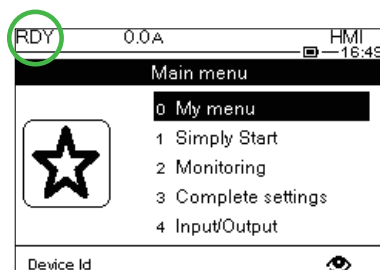 RDY 0.0A HMI
16:49
Main menu
0 My menu
1 Simply Start
2 Monitoring
3 Complete settings
4 Input/Output
Device Id